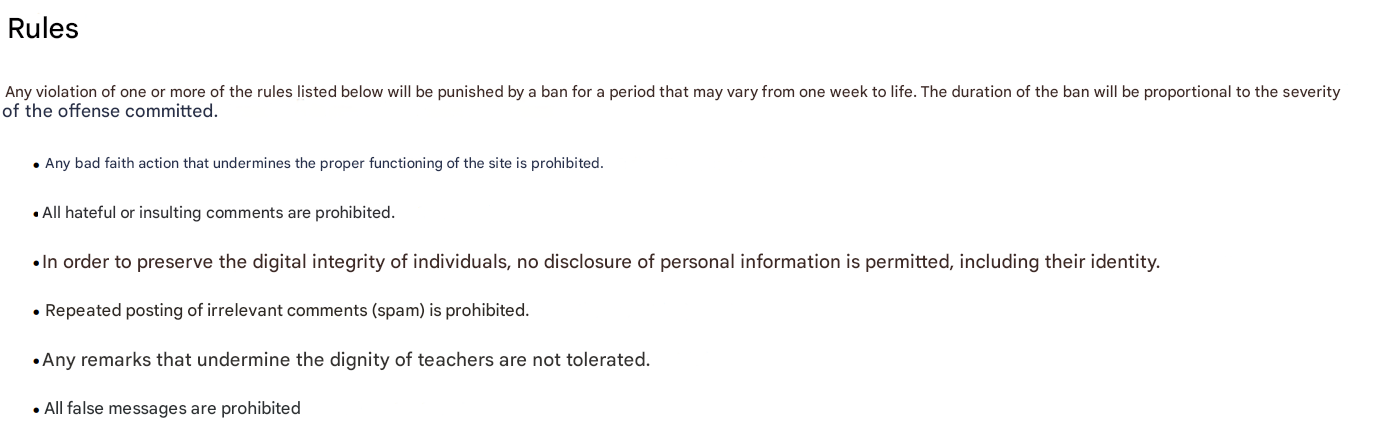 Rules
Any violation of one or more of the rules listed below will be punished by a ban for a period that may vary from one week to life. The duration of the ban will be proportional to the severity
of the offense committed.
• Any bad faith action that undermines the proper functioning of the site is prohibited.
• All hateful or insulting comments are prohibited.
• In order to preserve the digital integrity of individuals, no disclosure of personal information is permitted, including their identity.
• Repeated posting of irrelevant comments (spam) is prohibited.
• Any remarks that undermine the dignity of teachers are not tolerated.
• All false messages are prohibited